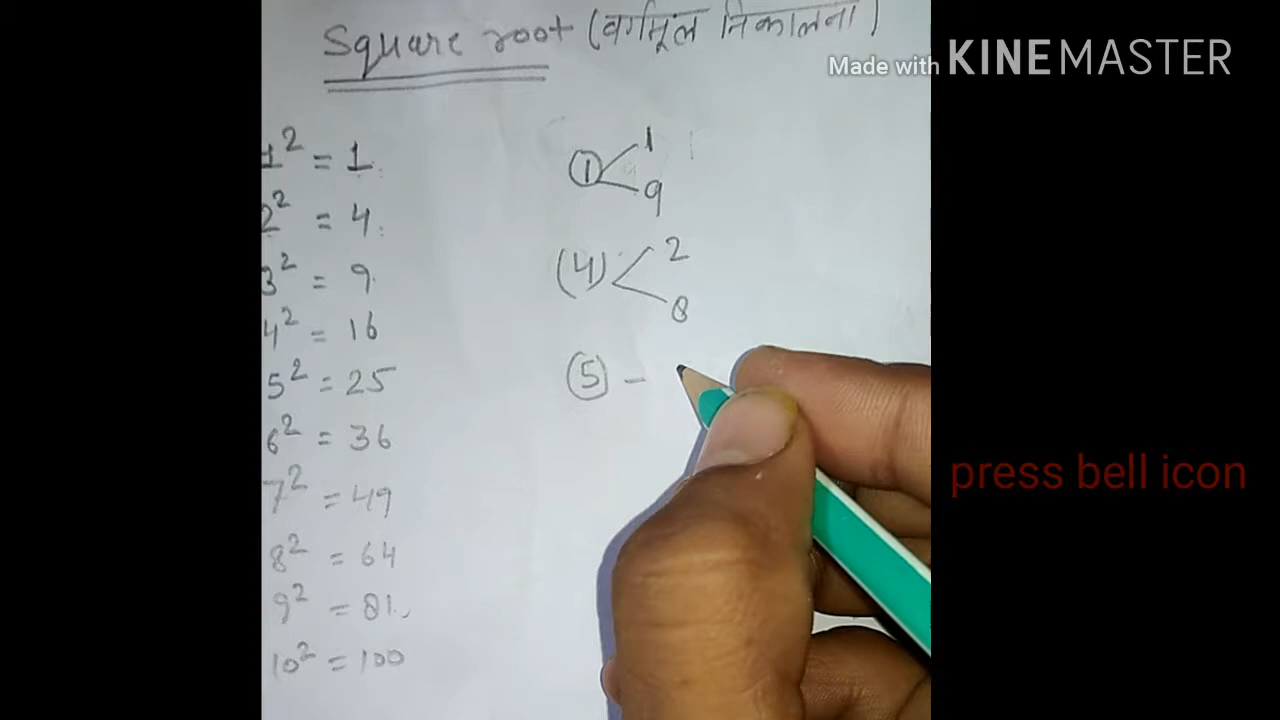 Square root (वर्गमूल निकालना)
Made with KINEMASTER
1² = 1
2² = 4
3² = 9
4² = 16
5² = 25
6² = 36
7² = 49
8² = 64
9² = 81
10² = 100
① < 1
9
(4) < 2
8
⑤ -
press bell icon